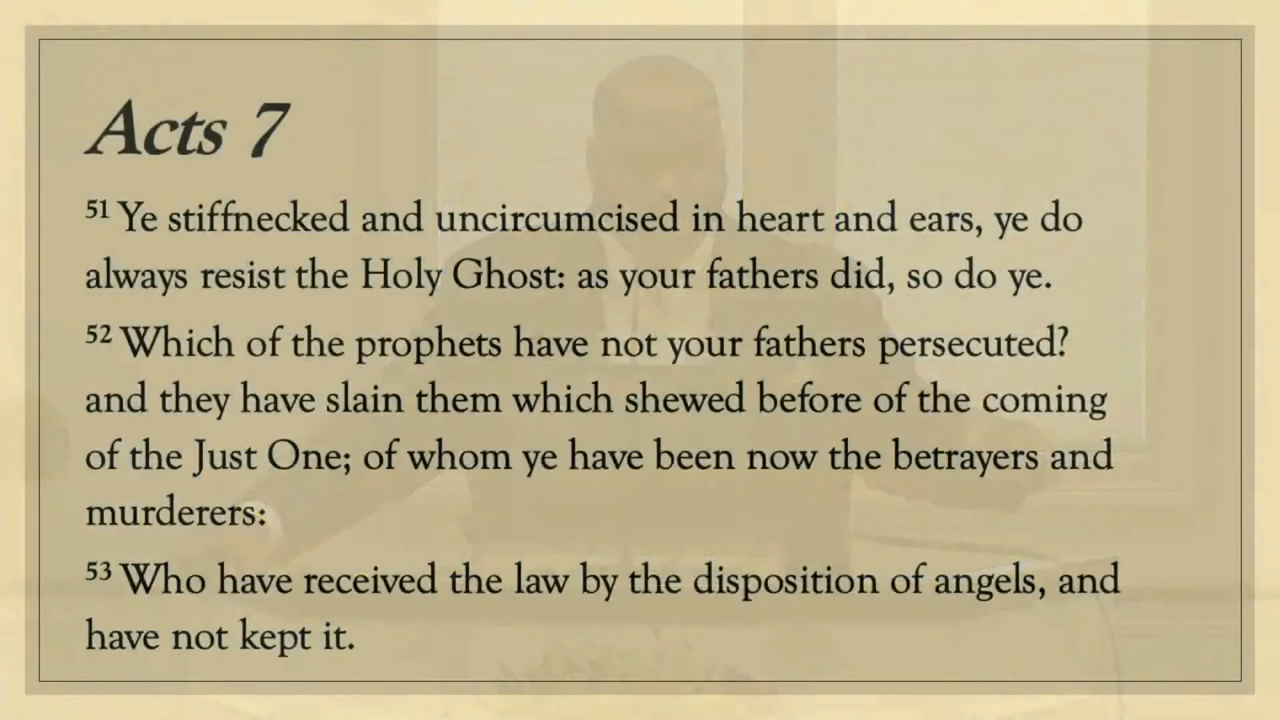 Acts 7
51 Ye stiffnecked and uncircumcised in heart and ears, ye do
always resist the Holy Ghost: as your fathers did, so do ye.
52 Which of the prophets have not your fathers persecuted?
and they have slain them which shewed before of the coming
of the Just One; of whom ye have been now the betrayers and
murderers:
53 Who have received the law by the disposition of angels, and
have not kept it.